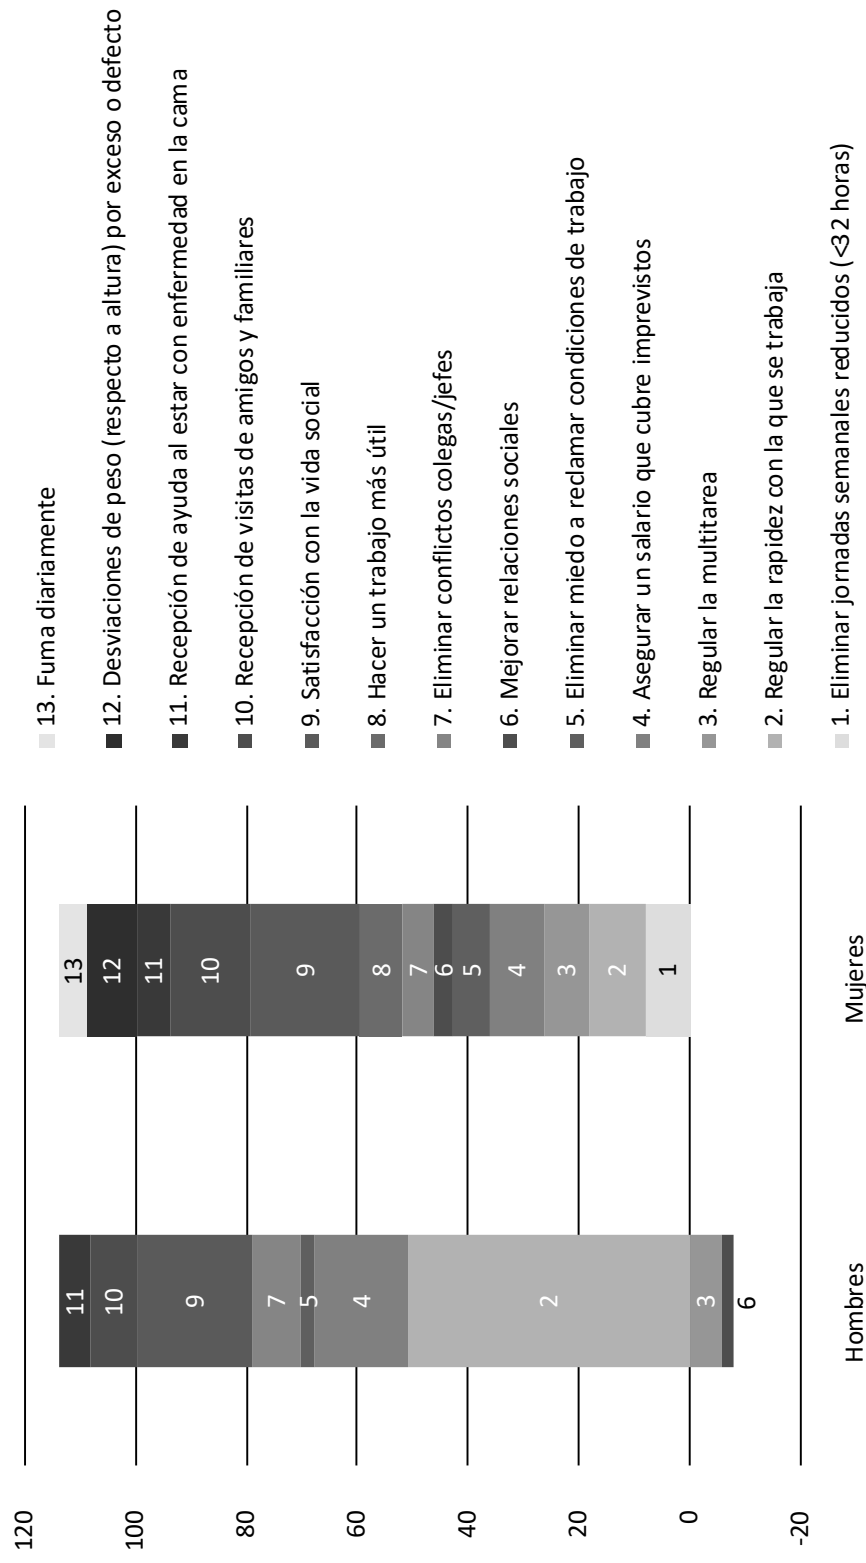 120
100
80
60
40
20
0
-20
11
10
9
7
5
4
2
3
6
Hombres
13
12
11
10
9
8
7
6
5
4
3
2
1
Mujeres
13. Fuma diariamente
12. Desviaciones de peso (respecto a altura) por exceso o defecto
11. Recepción de ayuda al estar con enfermedad en la cama
10. Recepción de visitas de amigos y familiares
9. Satisfacción con la vida social
8. Hacer un trabajo más útil
7. Eliminar conflictos colegas/jefes
6. Mejorar relaciones sociales
5. Eliminar miedo a reclamar condiciones de trabajo
4. Asegurar un salario que cubre imprevistos
3. Regular la multitarea
2. Regular la rapidez con la que se trabaja
1. Eliminar jornadas semanales reducidos (<32 horas)